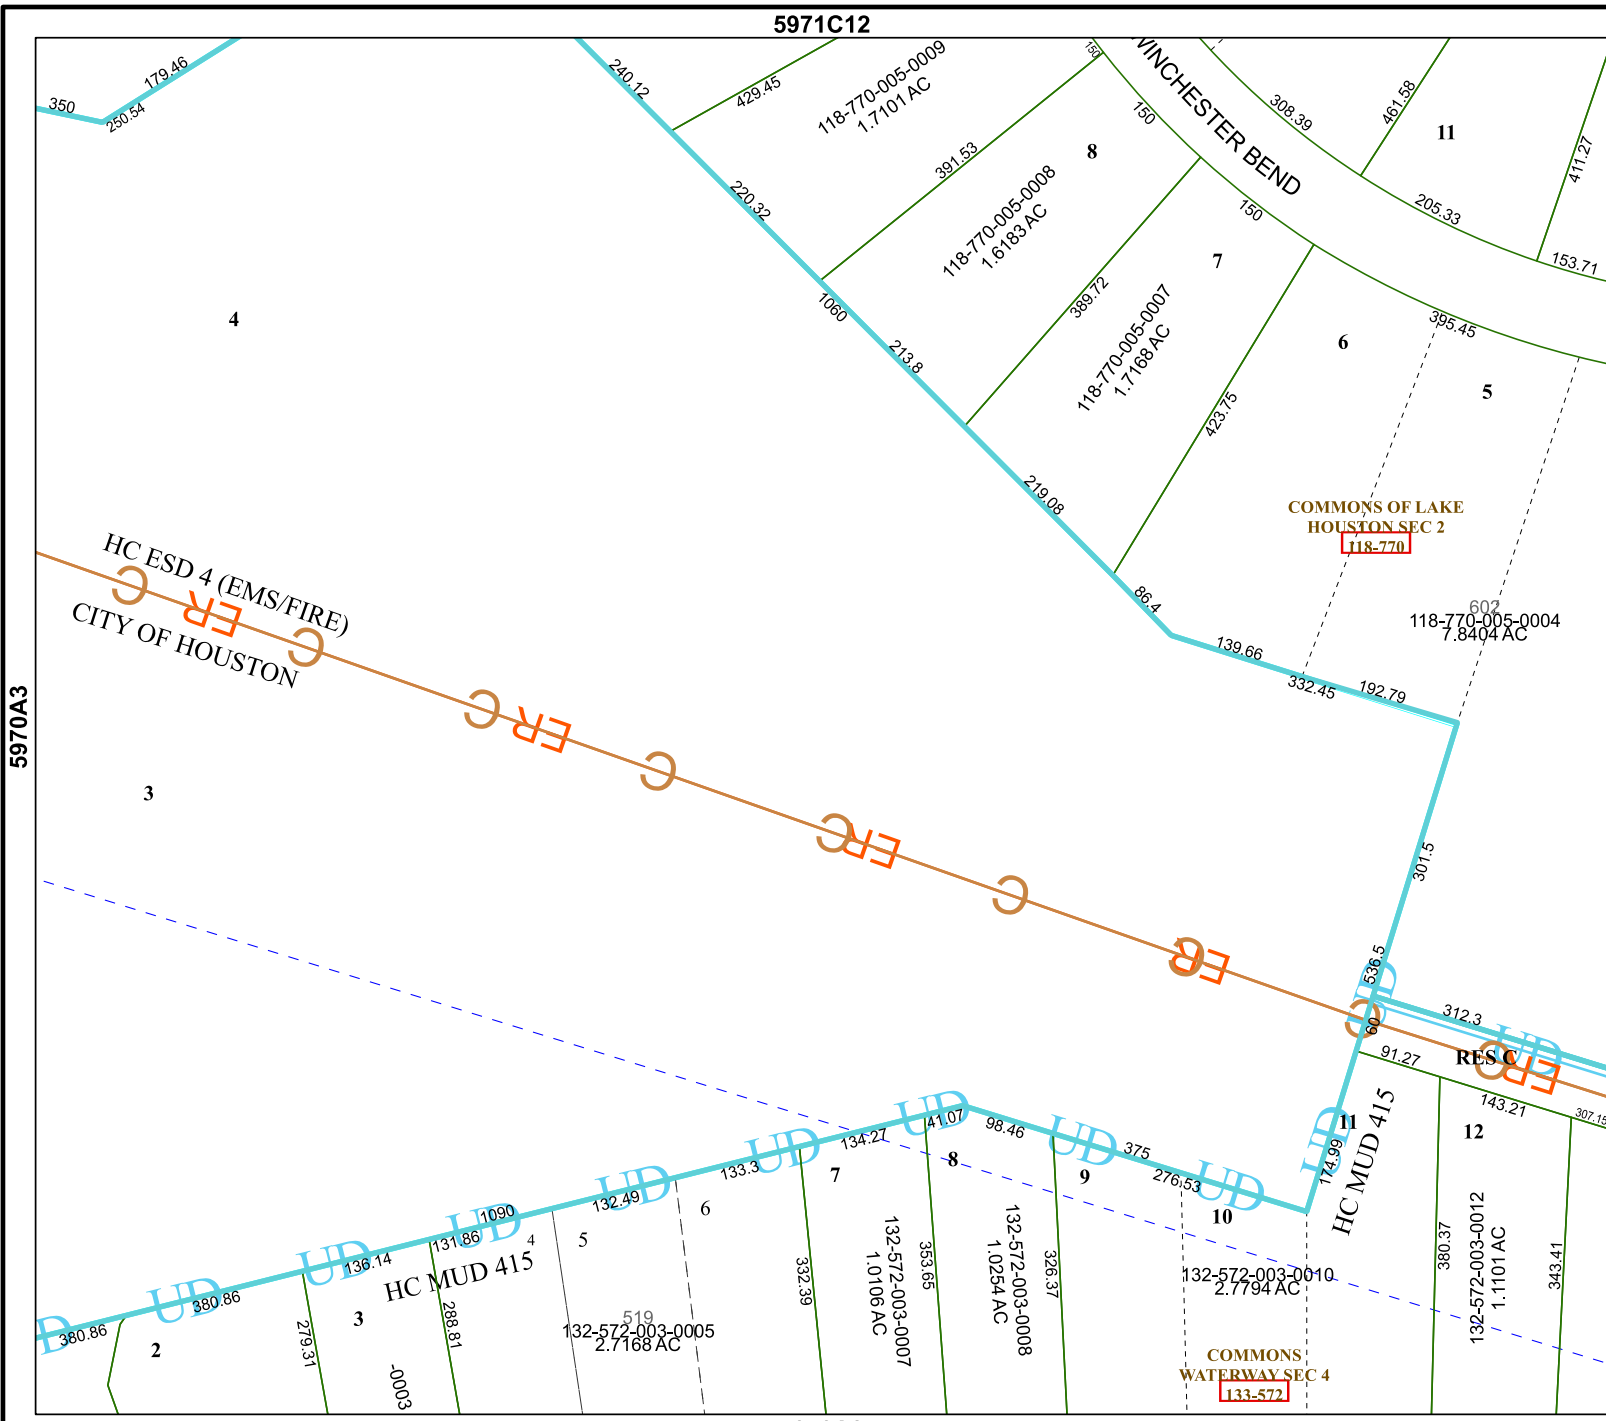 5971C12
5970A3
350
179.46
250.54
240.12
429.45
118-770-005-0009
1.7101 AC
150
WINCHESTER BEND
308.39
461.58
11
411.27
391.53
8
150
118-770-005-0008
1.6183 AC
220.32
205.33
150
153.71
7
389.72
118-770-005-0007
1.7168 AC
1060
213.8
4
6
395.45
5
423.75
219.08
COMMONS OF LAKE
HOUSTON SEC 2
118-770
86.4
602
118-770-005-0004
7.8404 AC
139.66
332.45
192.79
HC ESD 4 (EMS/FIRE)
CITY OF HOUSTON
C
ER
C
C
ER
C
C
ER
C
C
ER
C
C
ER
3
301.5
536.5
UD
60
312.3
UD
RES C
91.27
143.21
307.15
11
12
174.99
UD
HC MUD 415
380.37
132-572-003-0012
1.1101 AC
343.41
D
380.86
UD
380.86
UD
136.14
UD
1090
131.86
HC MUD 415
UD
132.49
UD
133.3
134.27
UD
41.07
98.46
UD
375
276.53
UD
2
279.31
3
-0003
288.81
4
5
519
132-572-003-0005
2.7168 AC
6
7
332.39
132-572-003-0007
1.0106 AC
8
353.65
132-572-003-0008
1.0254 AC
9
326.37
10
132-572-003-0010
2.7794 AC
COMMONS
WATERWAY SEC 4
133-572